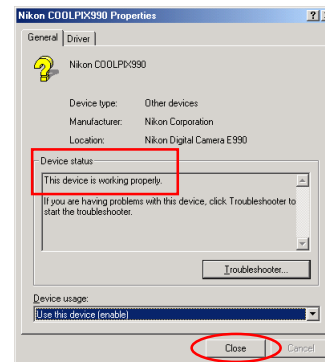 Nikon COOLPIX990 Properties
General Driver
Nikon COOLPIX990
Device type: Other devices
Manufacturer: Nikon Corporation
Location: Nikon Digital Camera E990
Device status
This device is working properly.
If you are having problems with this device, click Troubleshooter to
start the troubleshooter.
Troubleshooter...
Device usage:
Use this device (enable)
Close Cancel